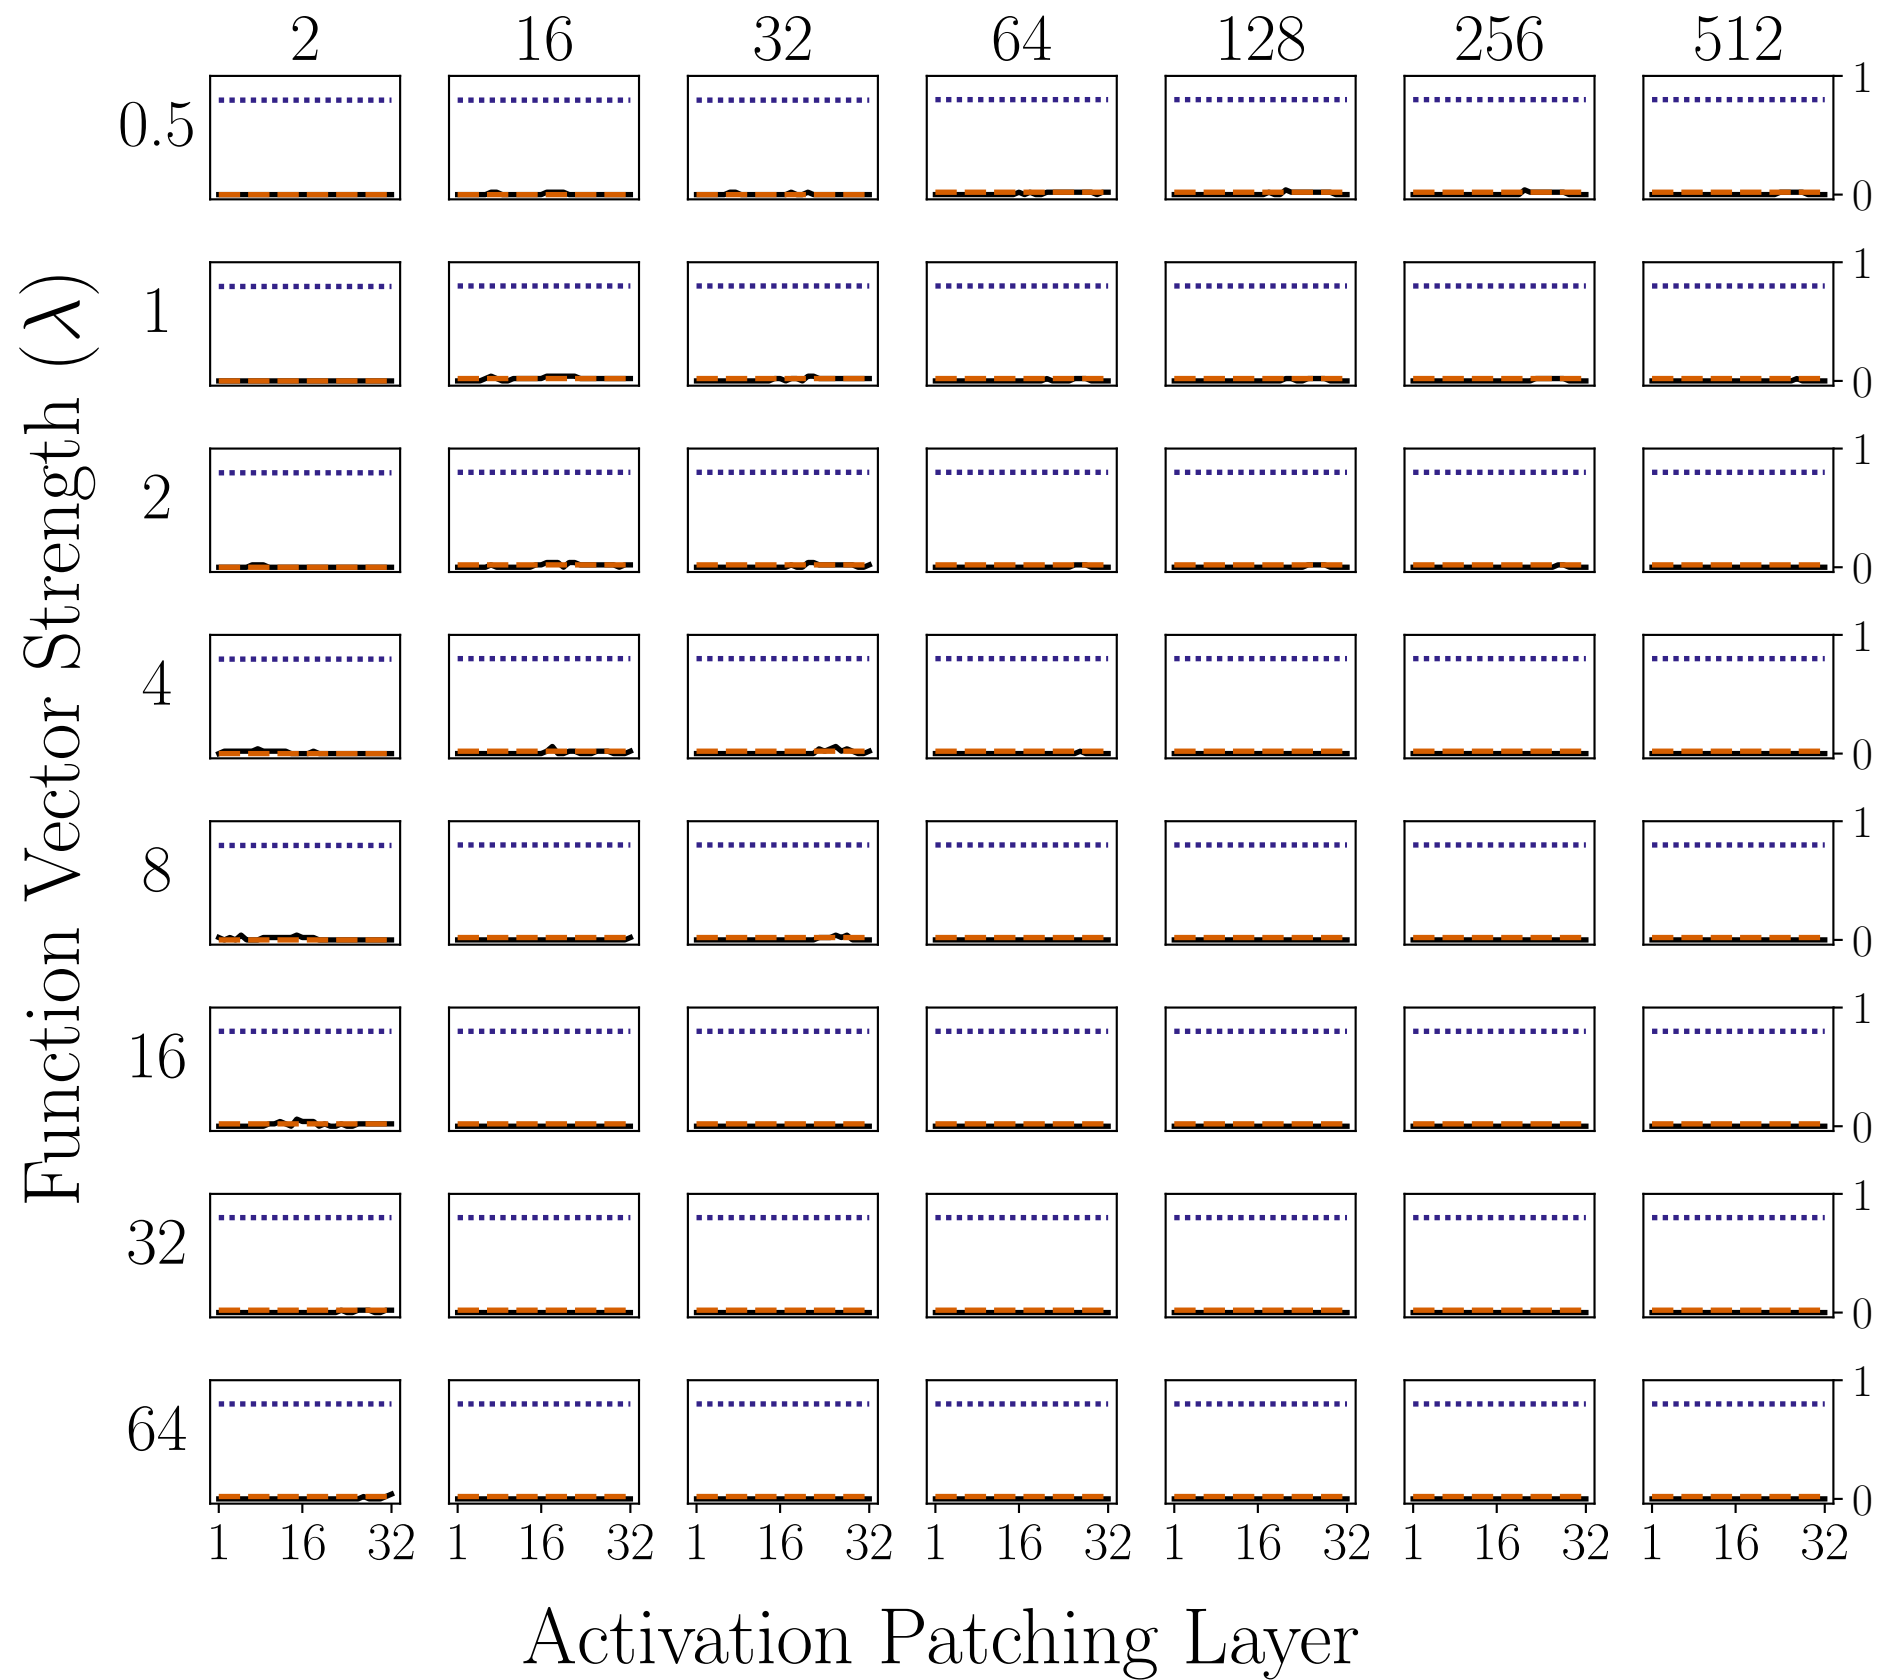 2 16 32 64 128 256 512
Function Vector Strength (λ)
0.5 1 0
1 1 0
2 1 0
4 1 0
8 1 0
16 1 0
32 1 0
64 1 0
1 16 32 1 16 32 1 16 32 1 16 32 1 16 32 1 16 32 1 16 32
Activation Patching Layer